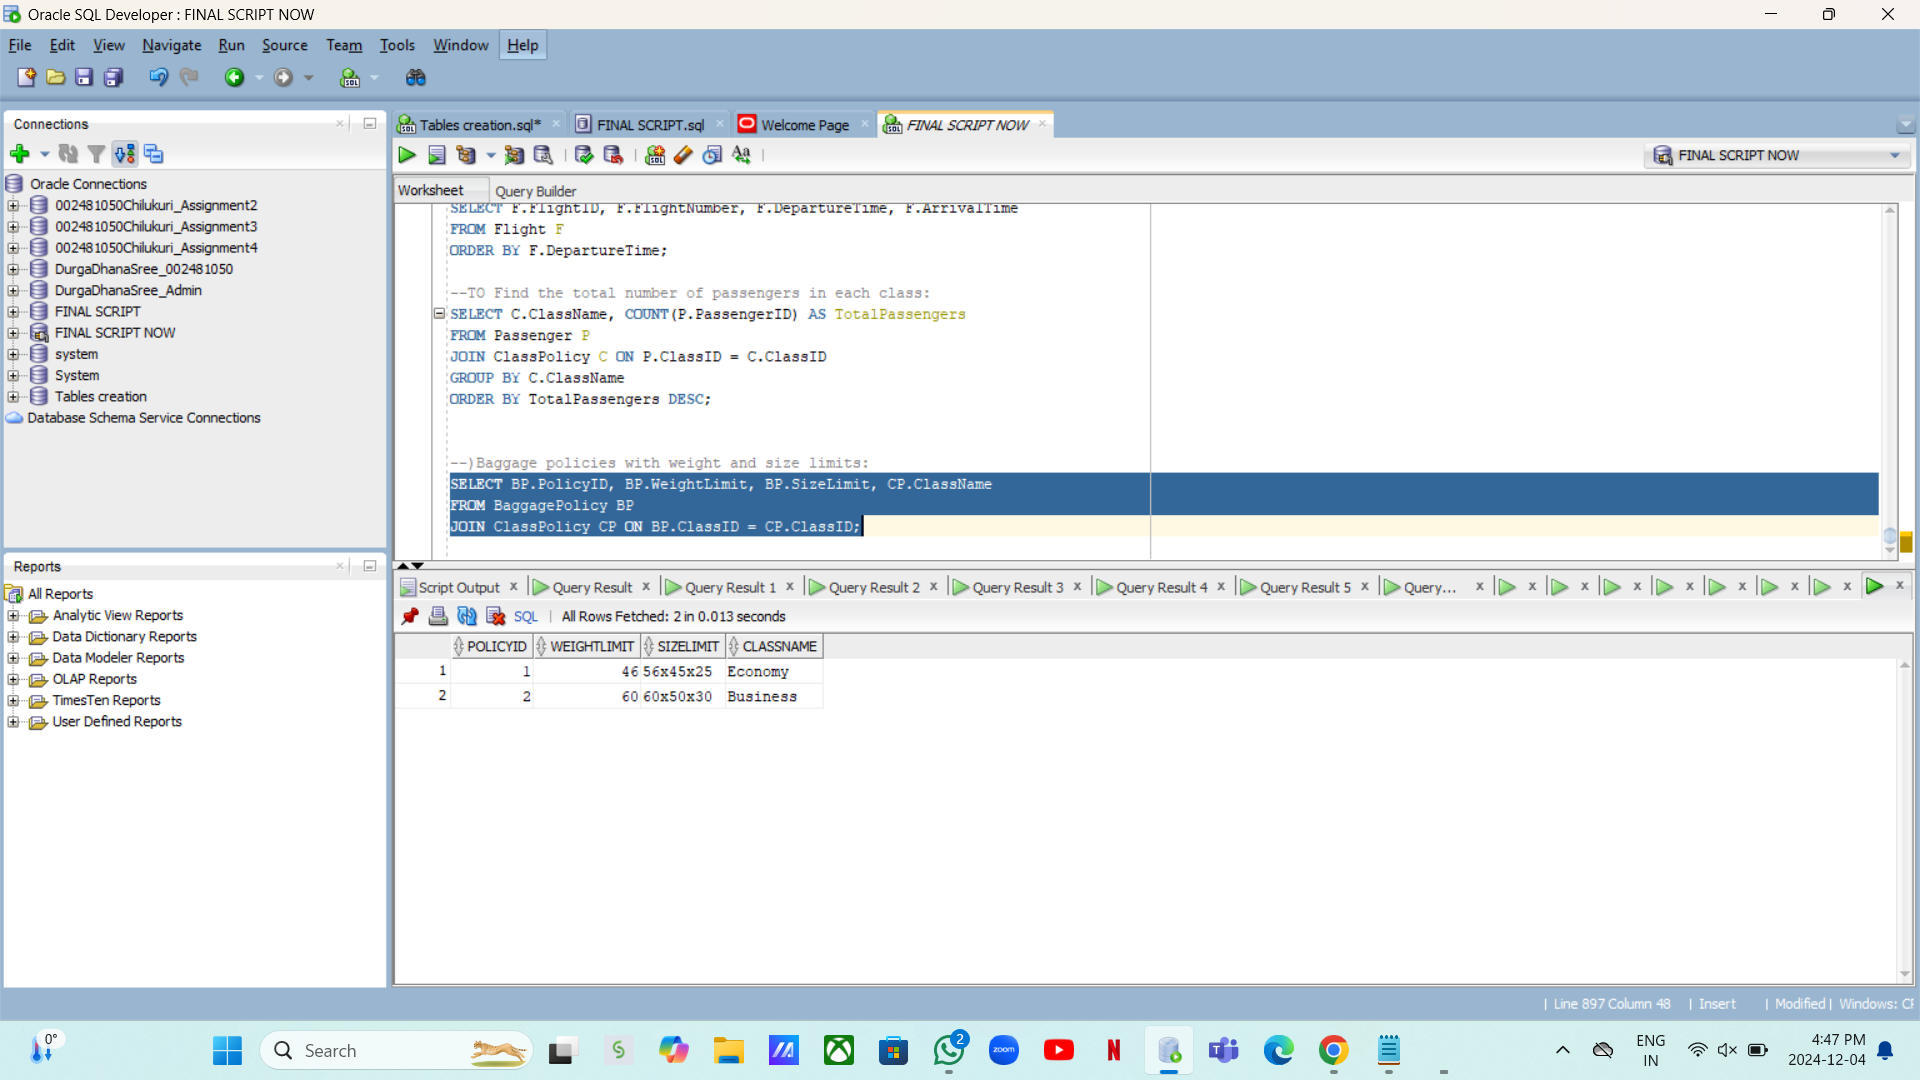 Oracle SQL Developer : FINAL SCRIPT NOW
File Edit View Navigate Run Source Team Tools Window Help
Connections
Oracle Connections
002481050Chilukuri_Assignment2
002481050Chilukuri_Assignment3
002481050Chilukuri_Assignment4
DurgaDhanaSree_002481050
DurgaDhanaSree_Admin
FINAL SCRIPT
FINAL SCRIPT NOW
system
System
Tables creation
Database Schema Service Connections
Reports
All Reports
Analytic View Reports
Data Dictionary Reports
Data Modeler Reports
OLAP Reports
TimesTen Reports
User Defined Reports
Tables creation.sql* FINAL SCRIPT.sql Welcome Page FINAL SCRIPT NOW
FINAL SCRIPT NOW
Worksheet Query Builder
SELECT F.FlightID, F.FlightNumber, F.DepartureTime, F.ArrivalTime
FROM Flight F
ORDER BY F.DepartureTime;
--TO Find the total number of passengers in each class:
SELECT C.ClassName, COUNT(P.PassengerID) AS TotalPassengers
FROM Passenger P
JOIN ClassPolicy C ON P.ClassID = C.ClassID
GROUP BY C.ClassName
ORDER BY TotalPassengers DESC;
--)Baggage policies with weight and size limits:
SELECT BP.PolicyID, BP.WeightLimit, BP.SizeLimit, CP.ClassName
FROM BaggagePolicy BP
JOIN ClassPolicy CP ON BP.ClassID = CP.ClassID;
Script Output x Query Result x Query Result 1 x Query Result 2 x Query Result 3 x Query Result 4 x Query Result 5 x Query... x x x x x x x x x
SQL | All Rows Fetched: 2 in 0.013 seconds
POLICYID WEIGHTLIMIT SIZELIMIT CLASSNAME
1 1 46 56x45x25 Economy
2 2 60 60x50x30 Business
| Line 897 Column 48 | Insert | Modified | Windows: CF
0°
Search
2
zoom
ENG
IN
4:47 PM
2024-12-04